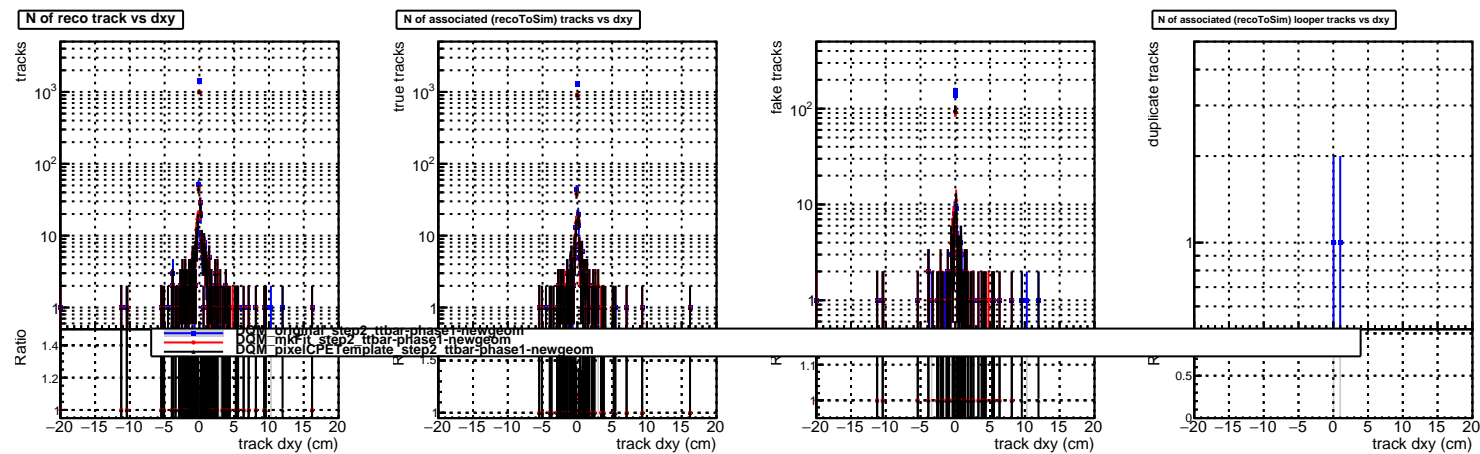 N of reco track vs dxy
N of associated (recoToSim) tracks vs dxy
N of associated (recoToSim) looper tracks vs dxy
tracks
10³
10²
10
1
Ratio
1.4
1.2
1
−20 −15 −10 −5 0 5 10 15 20
track dxy (cm)
true tracks
10³
10²
10
1
1.5
1
−20 −15 −10 −5 0 5 10 15 20
track dxy (cm)
fake tracks
10²
10
1
1.1
1
−20 −15 −10 −5 0 5 10 15 20
track dxy (cm)
duplicate tracks
1
0.5
0
−20 −15 −10 −5 0 5 10 15 20
track dxy (cm)
DQM_original_step2_ttbar-phase1-newgeom
DQM_mkFit_step2_ttbar-phase1-newgeom
DQM_pixelCPETemplate_step2_ttbar-phase1-newgeom